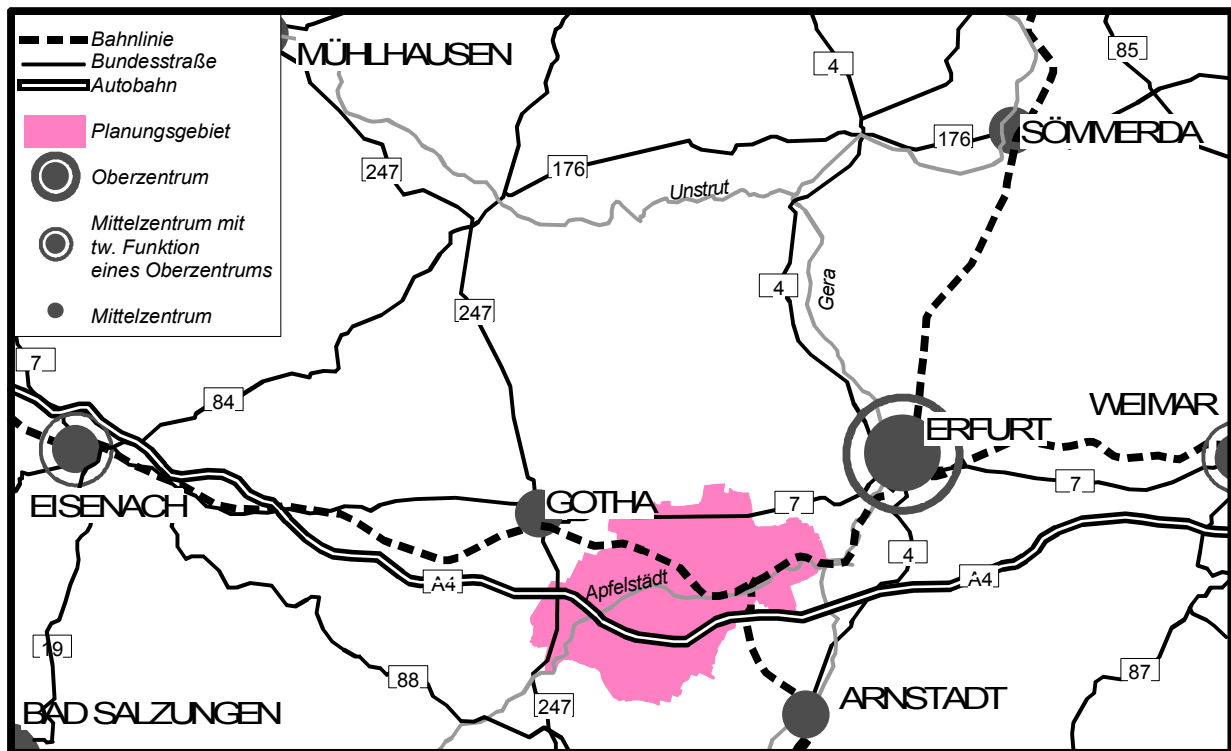 Bahnlinie
Bundesstraße
Autobahn
Planungsgebiet
Oberzentrum
Mittelzentrum mit
tw. Funktion
eines Oberzentrums
Mittelzentrum
MÜHLHAUSEN
4
85
247
176
176
SÖMMERDA
Unstrut
4
Gera
247
7
84
WEIMAR
ERFURT
EISENACH
GOTHA
7
7
4
A4
Apfelstädt
A4
19
88
87
BAD SALZUNGEN
247
ARNSTADT